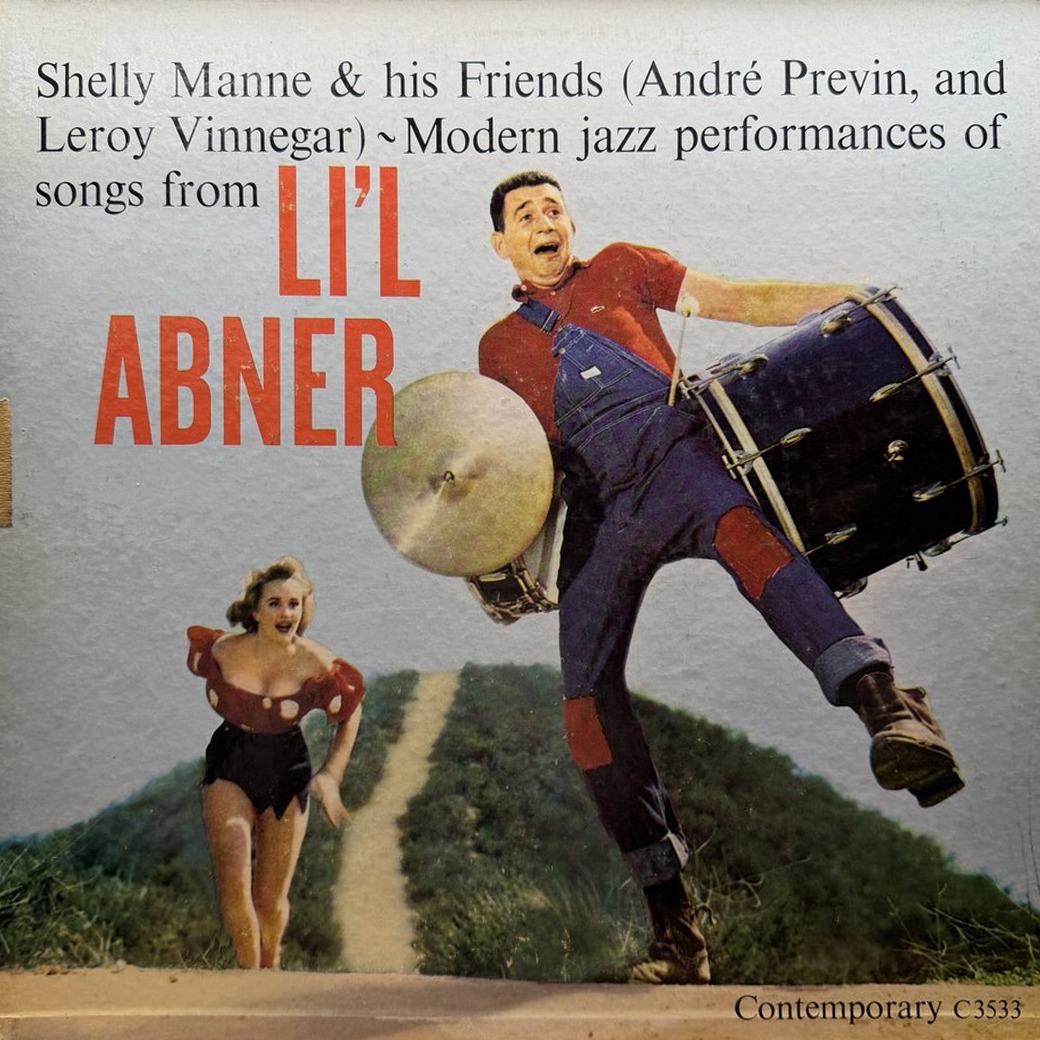 Shelly Manne & his Friends (André Previn, and
Leroy Vinnegar) ~ Modern jazz performances of
songs from LI'L
ABNER
Contemporary C3533